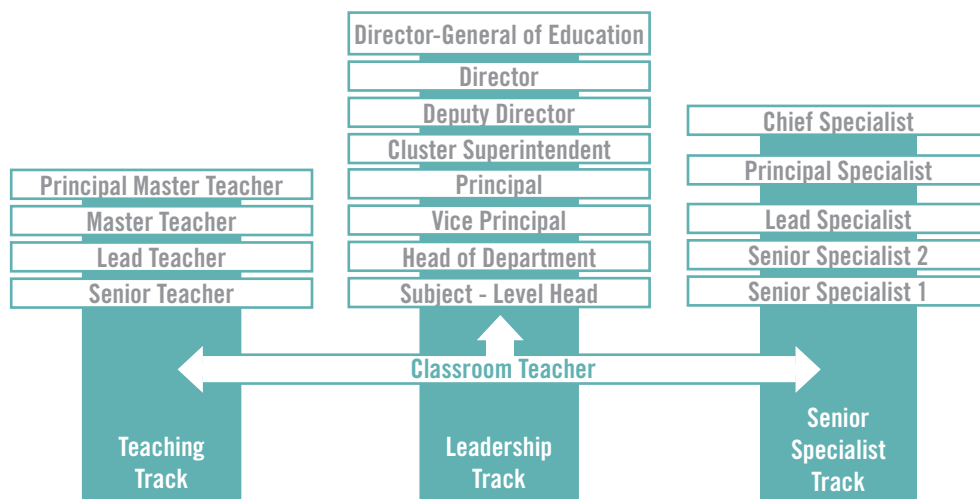 Director-General of Education
Director
Deputy Director
Cluster Superintendent
Principal
Vice Principal
Head of Department
Subject - Level Head
Principal Master Teacher
Master Teacher
Lead Teacher
Senior Teacher
Chief Specialist
Principal Specialist
Lead Specialist
Senior Specialist 2
Senior Specialist 1
Classroom Teacher
Teaching
Track
Leadership
Track
Senior
Specialist
Track